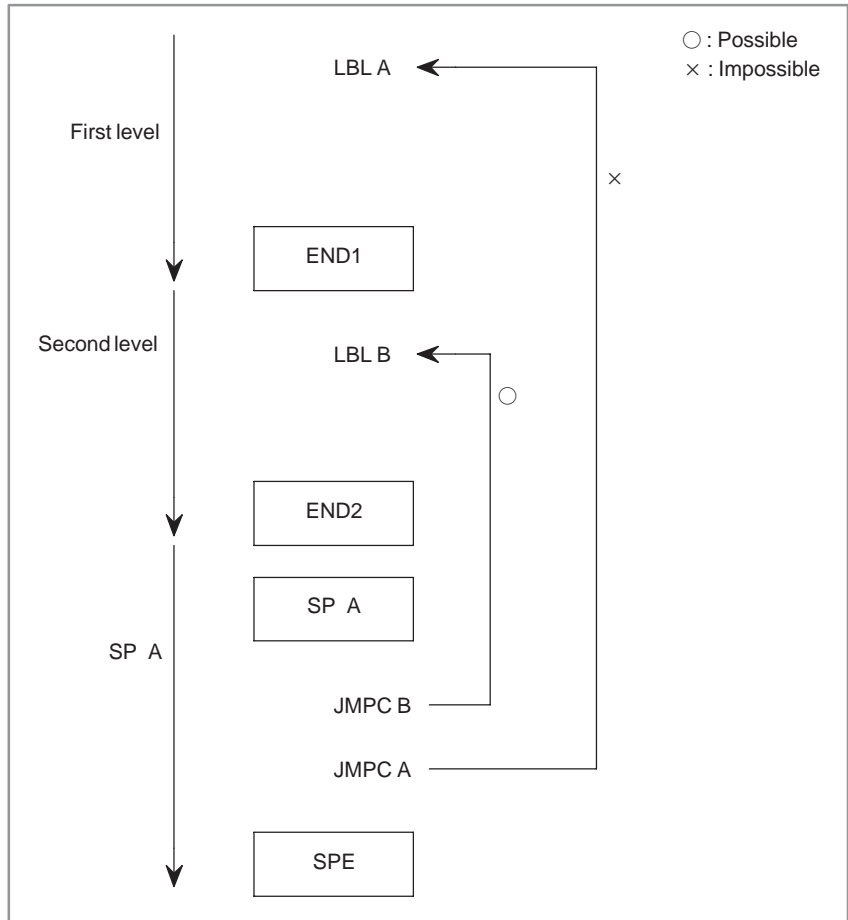 LBL A
○ : Possible
× : Impossible
First level
×
END1
Second level
LBL B
○
END2
SP A
SP A
JMPC B
JMPC A
SPE